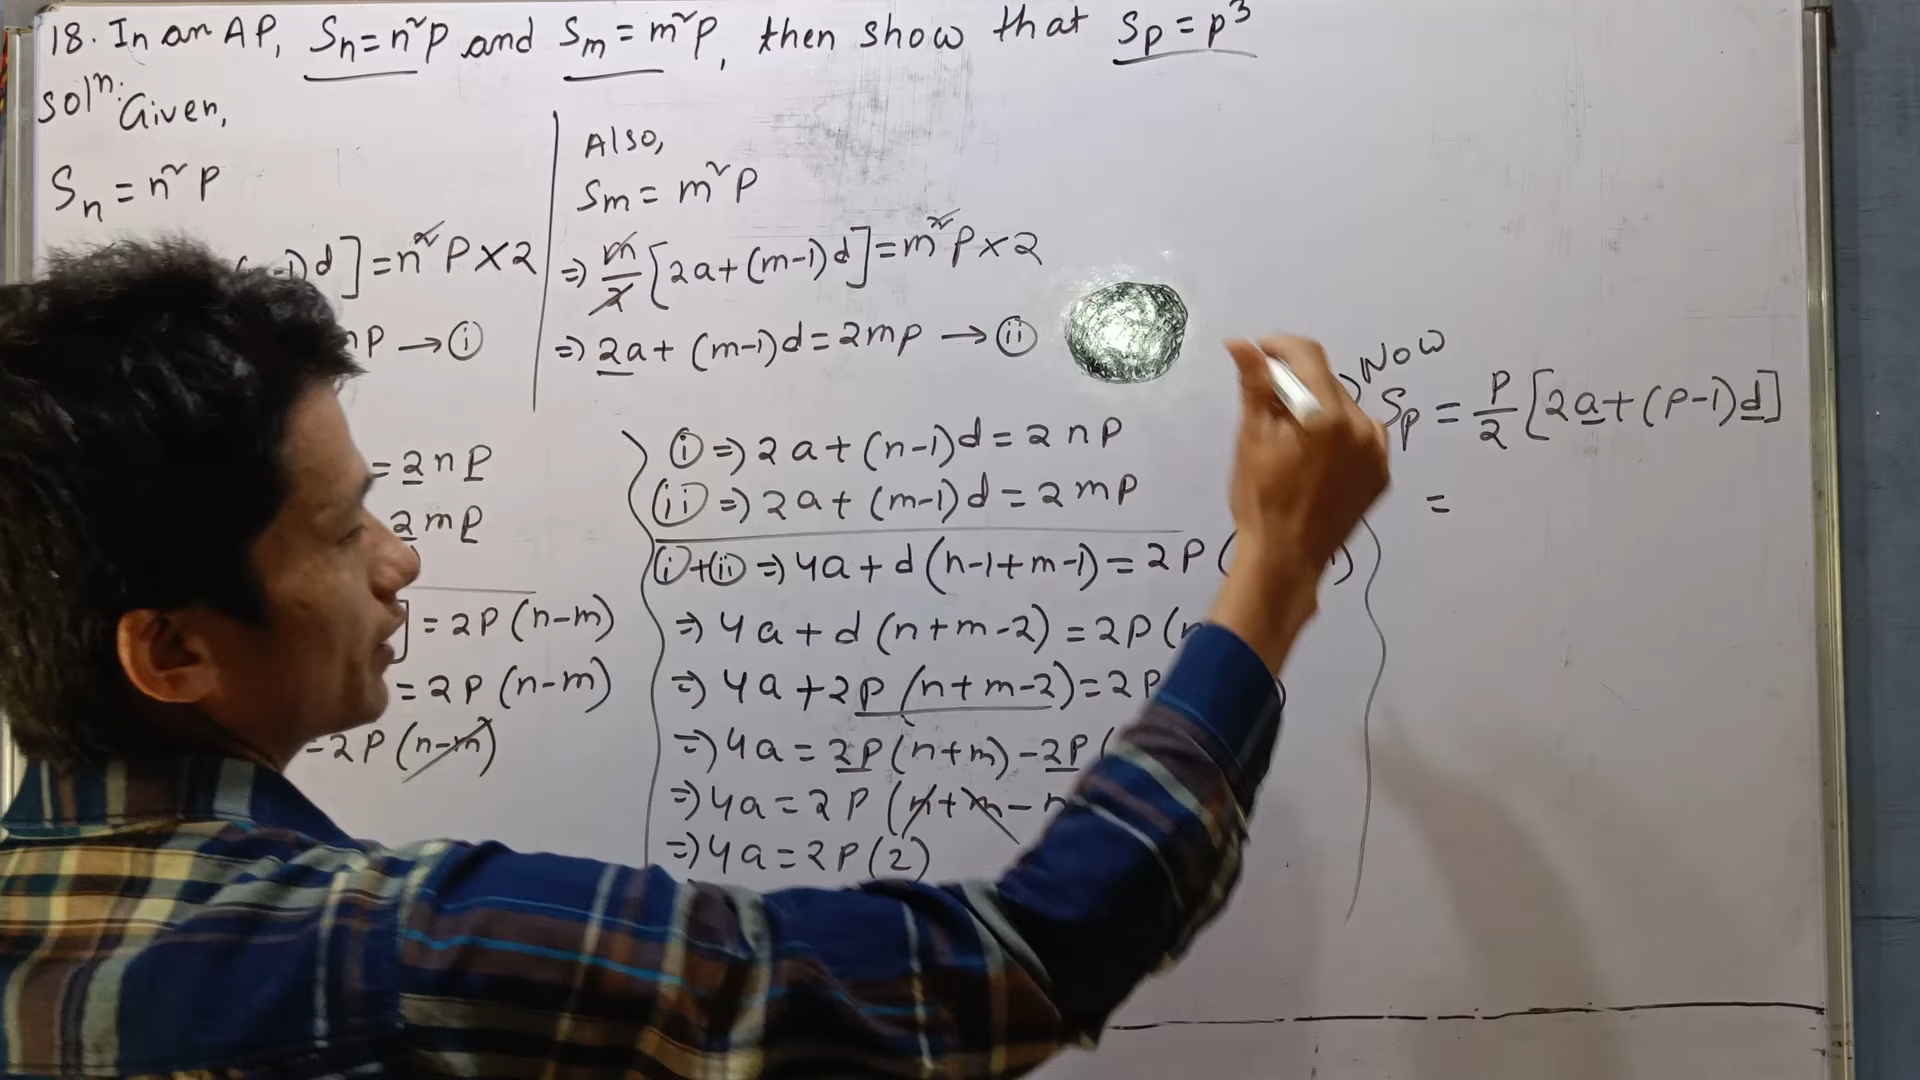 18. In an AP, Sn = n²p and Sm = m²p, then show that Sp = p³
Solⁿ. Given,
Sn = n²p
-1)d] = n²p×2
np → (i)
Also,
Sm = m²p
⇒ m/2 [2a+(m-1)d] = m²p×2
⇒ 2a+(m-1)d = 2mp → (ii)
= 2np
2mp
] = 2p(n-m)
= 2p(n-m)
= 2p(n-m)
(i) ⇒ 2a+(n-1)d = 2np
(ii) ⇒ 2a+(m-1)d = 2mp
(i)+(ii) ⇒ 4a+d(n-1+m-1) = 2p(
⇒ 4a+d(n+m-2) = 2p(n
⇒ 4a+2p(n+m-2) = 2p
⇒ 4a = 2p(n+m)-2p(
⇒ 4a = 2p(n+m-n
⇒ 4a = 2p(2)
Now
Sp = p/2 [2a+(p-1)d]
=